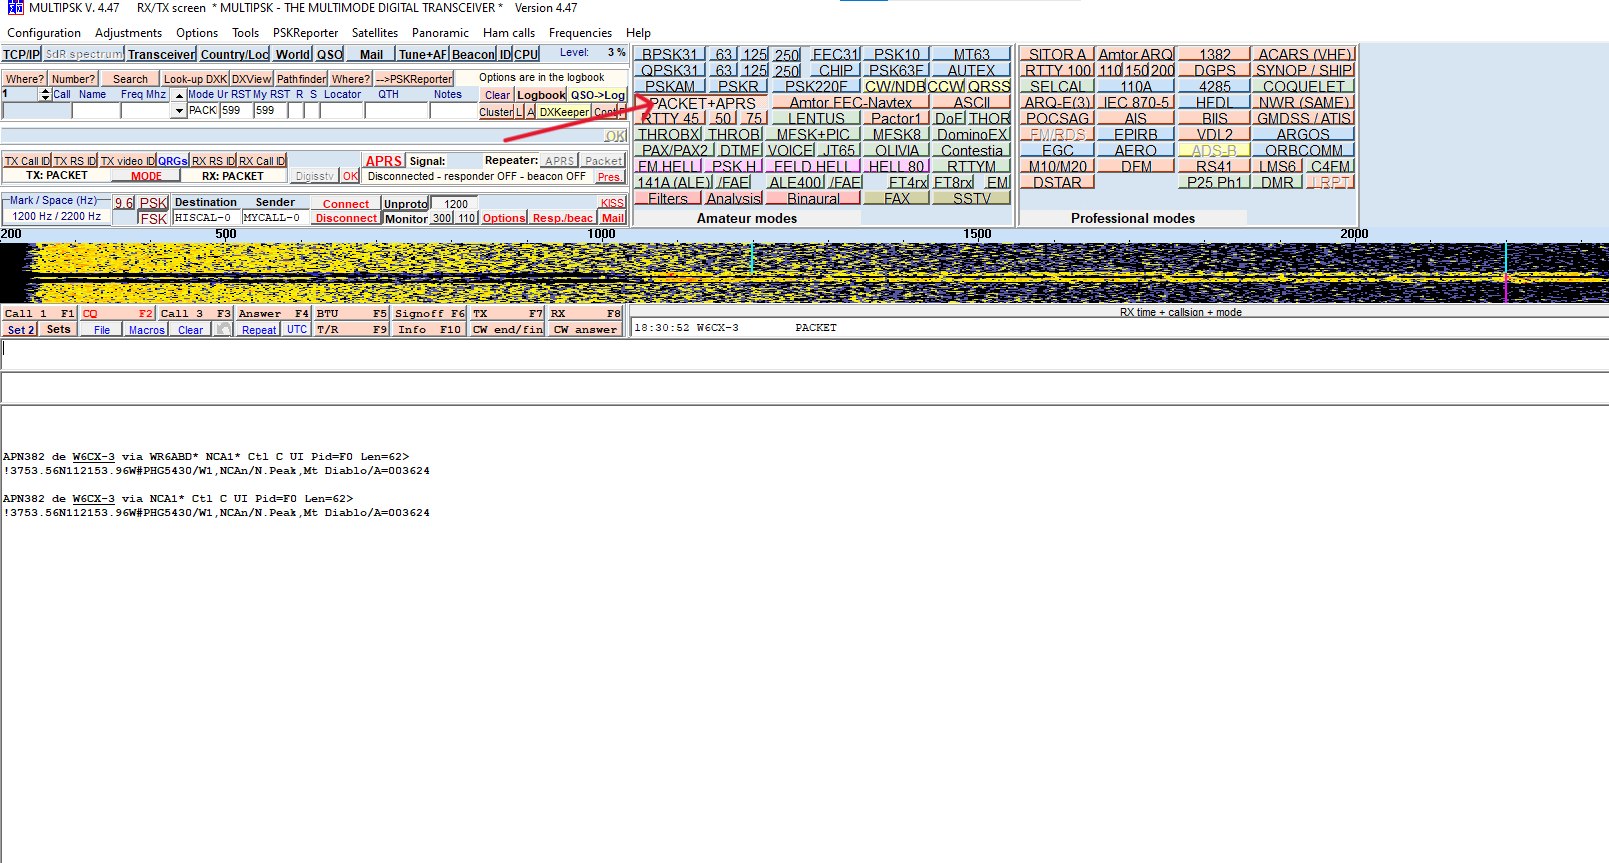 MULTIPSK V. 4.47 RX/TX screen * MULTIPSK - THE MULTIMODE DIGITAL TRANSCEIVER * Version 4.47
Configuration Adjustments Options Tools PSKReporter Satellites Panoramic Ham calls Frequencies Help
TCP/IP SdR spectrum Transceiver Country/Loc World QSO Mail Tune+AF Beacon ID CPU Level: 3 %
Where? Number? Search Look-up DXK DXView Pathfinder Where? -->PSKReporter Options are in the logbook
1 Call Name Freq Mhz Mode Ur RST My RST R S Locator QTH Notes Clear Logbook QSO->Log
PACK 599 599 Cluster L A DXKeeper
OK
TX Call ID TX RS ID TX video ID QRGs RX RS ID RX Call ID APRS Signal: Repeater: APRS Packet
TX: PACKET MODE RX: PACKET Digisstv OK Disconnected - responder OFF - beacon OFF Pres.
Mark / Space (Hz) 9 6 PSK Destination Sender Connect Unproto 1200 KISS
1200 Hz / 2200 Hz FSK HISCAL-0 MYCALL-0 Disconnect Monitor 300 110 Options Resp./beac Mail
BPSK31 63 125 250 FEC31 PSK10 MT63
QPSK31 63 125 250 CHIP PSK63F AUTEX
PSKAM PSKR PSK220F CW/NDB CCW QRSS
PACKET+APRS Amtor FEC-Navtex ASCII
RTTY 45 50 75 LENTUS Pactor1 DoF THOR
THROBX THROB MFSK+PIC MFSK8 DominoEX
PAX/PAX2 DTMF VOICE JT65 OLIVIA Contestia
FM HELL PSK H FELD HELL HELL 80 RTTYM
141A (ALE) /FAE ALE400 /FAE FT4rx FT8rx EM
Filters Analysis Binaural FAX SSTV
Amateur modes
SITOR A Amtor ARQ 1382 ACARS (VHF)
RTTY 100 110 150 200 DGPS SYNOP / SHIP
SELCAL 110A 4285 COQUELET
ARQ-E(3) IEC 870-5 HFDL NWR (SAME)
POCSAG AIS BIIS GMDSS / ATIS
FM/RDS EPIRB VDL2 ARGOS
EGC AERO ADS-B ORBCOMM
M10/M20 DFM RS41 LMS6 C4FM
DSTAR P25 Ph1 DMR LRPT
Professional modes
200 500 1000 1500 2000
Call 1 F1 CQ F2 Call 3 F3 Answer F4 BTU F5 Signoff F6 TX F7 RX F8
Set 2 Sets File Macros Clear Repeat UTC T/R F9 Info F10 CW end/fin CW answer
RX time + callsion + mode
18:30:52 W6CX-3 PACKET
APN382 de W6CX-3 via WR6ABD* NCA1* Ctl C UI Pid=F0 Len=62>
!3753.56N112153.96W#PHG5430/W1,NCAn/N.Peak,Mt Diablo/A=003624
APN382 de W6CX-3 via NCA1* Ctl C UI Pid=F0 Len=62>
!3753.56N112153.96W#PHG5430/W1,NCAn/N.Peak,Mt Diablo/A=003624